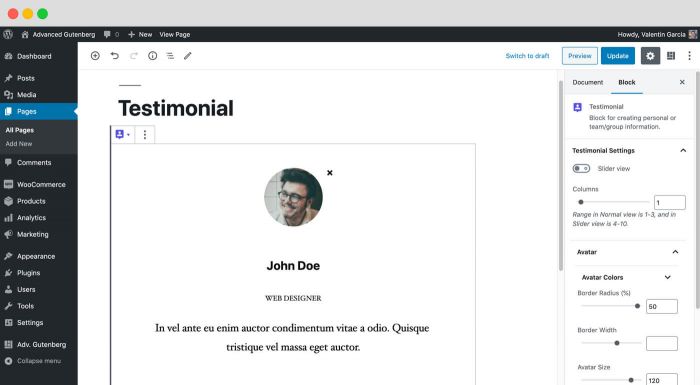 Advanced Gutenberg
0
New
View Page
Howdy, Valentin Garcia
Dashboard
Posts
Media
Pages
All Pages
Add New
Comments
WooCommerce
Products
Analytics
Marketing
Appearance
Plugins
Users
Tools
Settings
Adv. Gutenberg
Collapse menu
Switch to draft
Preview
Update
Testimonial
John Doe
WEB DESIGNER
In vel ante eu enim auctor condimentum vitae a odio. Quisque
tristique vel massa eget auctor.
Document
Block
Testimonial
Block for creating personal or
team/group information.
Testimonial Settings
Slider view
Columns
1
Range in Normal view is 1-3, and in
Slider view is 4-10.
Avatar
Avatar Colors
Border Radius (%)
50
Border Width
Avatar Size
120